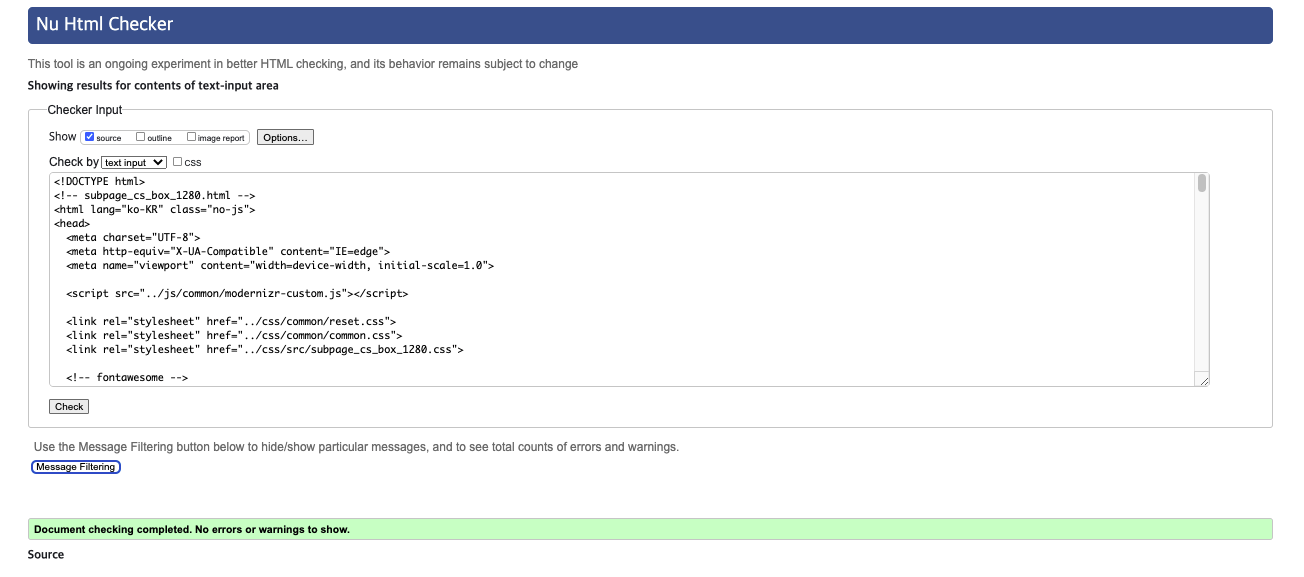 Nu Html Checker
This tool is an ongoing experiment in better HTML checking, and its behavior remains subject to change
Showing results for contents of text-input area
Checker Input
Show source outline image report Options...
Check by text input css
<!DOCTYPE html>
<!-- subpage_cs_box_1280.html -->
<html lang="ko-KR" class="no-js">
<head>
<meta charset="UTF-8">
<meta http-equiv="X-UA-Compatible" content="IE=edge">
<meta name="viewport" content="width=device-width, initial-scale=1.0">
<script src="../js/common/modernizr-custom.js"></script>
<link rel="stylesheet" href="../css/common/reset.css">
<link rel="stylesheet" href="../css/common/common.css">
<link rel="stylesheet" href="../css/src/subpage_cs_box_1280.css">
<!-- fontawesome -->
Check
Use the Message Filtering button below to hide/show particular messages, and to see total counts of errors and warnings.
Message Filtering
Document checking completed. No errors or warnings to show.
Source